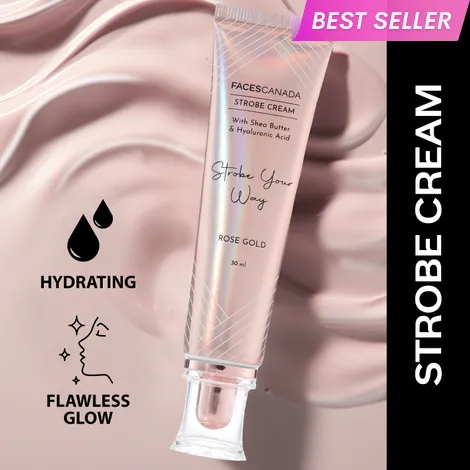 BEST SELLER
FACESCANADA
STROBE CREAM
With Shea Butter
& Hyaluronic Acid
Strobe Your
Way
ROSE GOLD
30 ml
HYDRATING
FLAWLESS
GLOW
STROBE CREAM